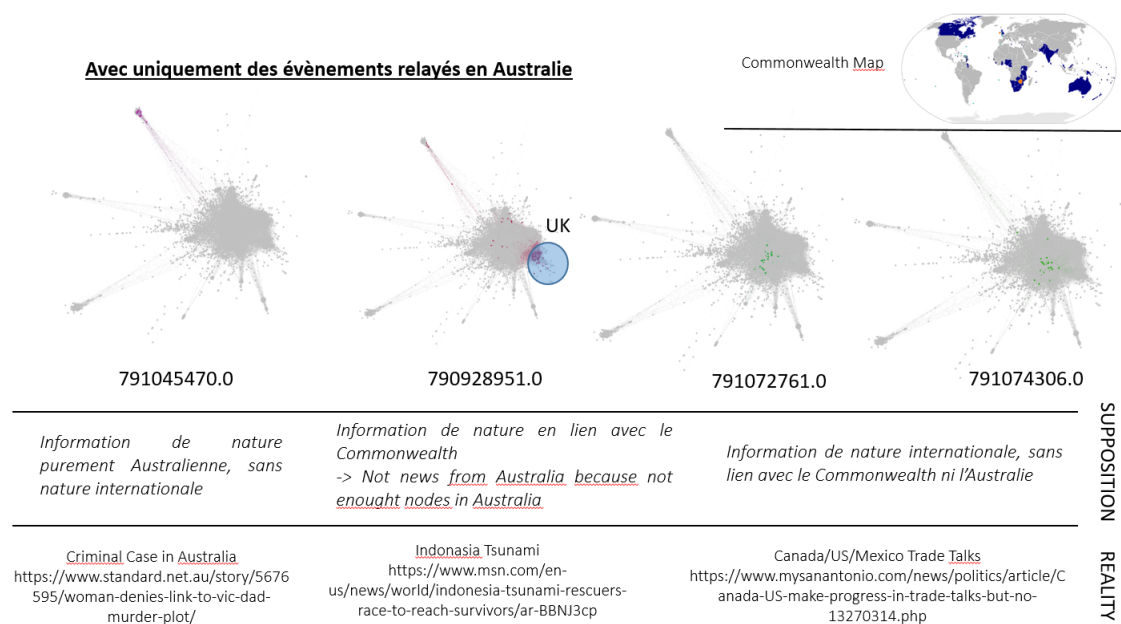 Avec uniquement des évènements relayés en Australie
Commonwealth Map
UK
791045470.0
790928951.0
791072761.0
791074306.0
Information de nature
purement Australienne, sans
nature internationale
Information de nature en lien avec le
Commonwealth
-> Not news from Australia because not
enought nodes in Australia
Information de nature internationale, sans
lien avec le Commonwealth ni l'Australie
SUPPOSITION
Criminal Case in Australia
https://www.standard.net.au/story/5676
595/woman-denies-link-to-vic-dad-
murder-plot/
Indonasia Tsunami
https://www.msn.com/en-
us/news/world/indonesia-tsunami-rescuers-
race-to-reach-survivors/ar-BBNJ3cp
Canada/US/Mexico Trade Talks
https://www.mysanantonio.com/news/politics/article/C
anada-US-make-progress-in-trade-talks-but-no-
13270314.php
REALITY